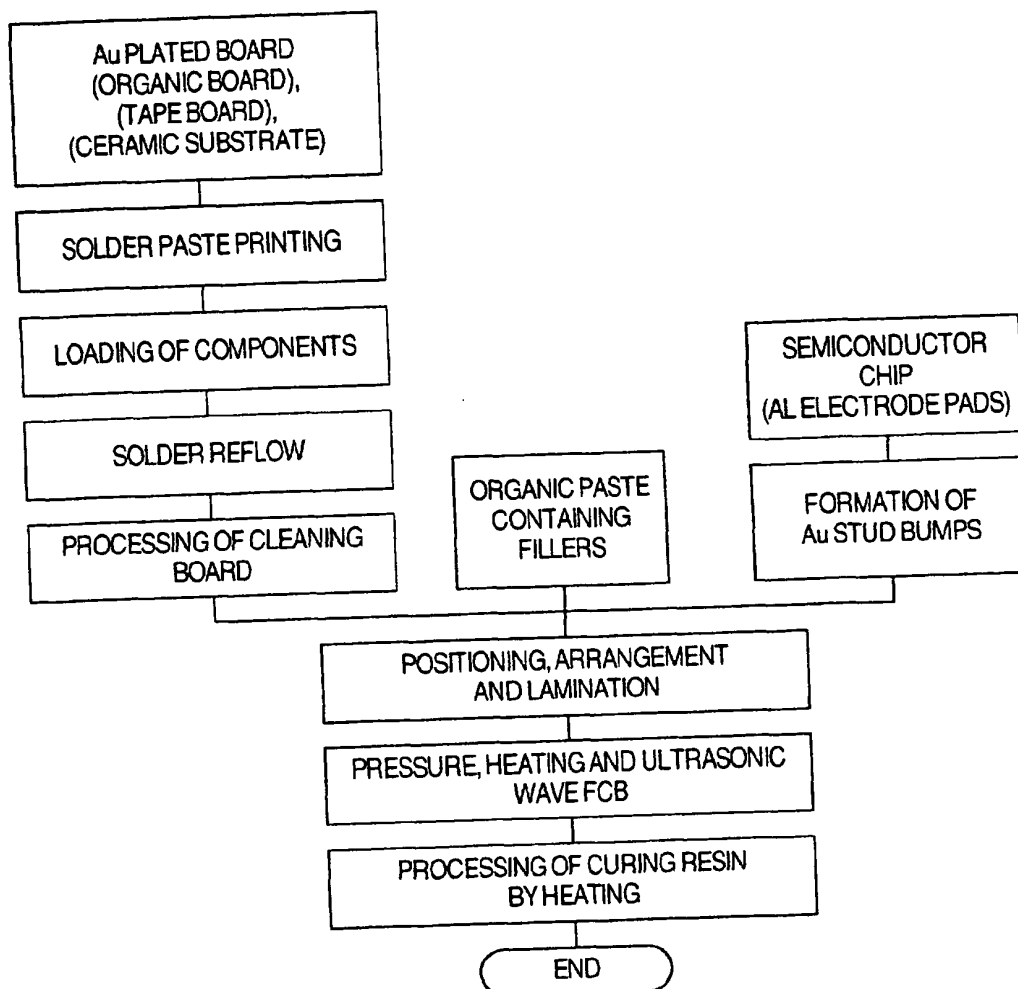 Au PLATED BOARD
(ORGANIC BOARD),
(TAPE BOARD),
(CERAMIC SUBSTRATE)
SOLDER PASTE PRINTING
LOADING OF COMPONENTS
SOLDER REFLOW
PROCESSING OF CLEANING
BOARD
ORGANIC PASTE
CONTAINING
FILLERS
SEMICONDUCTOR
CHIP
(AL ELECTRODE PADS)
FORMATION OF
Au STUD BUMPS
POSITIONING, ARRANGEMENT
AND LAMINATION
PRESSURE, HEATING AND ULTRASONIC
WAVE FCB
PROCESSING OF CURING RESIN
BY HEATING
END